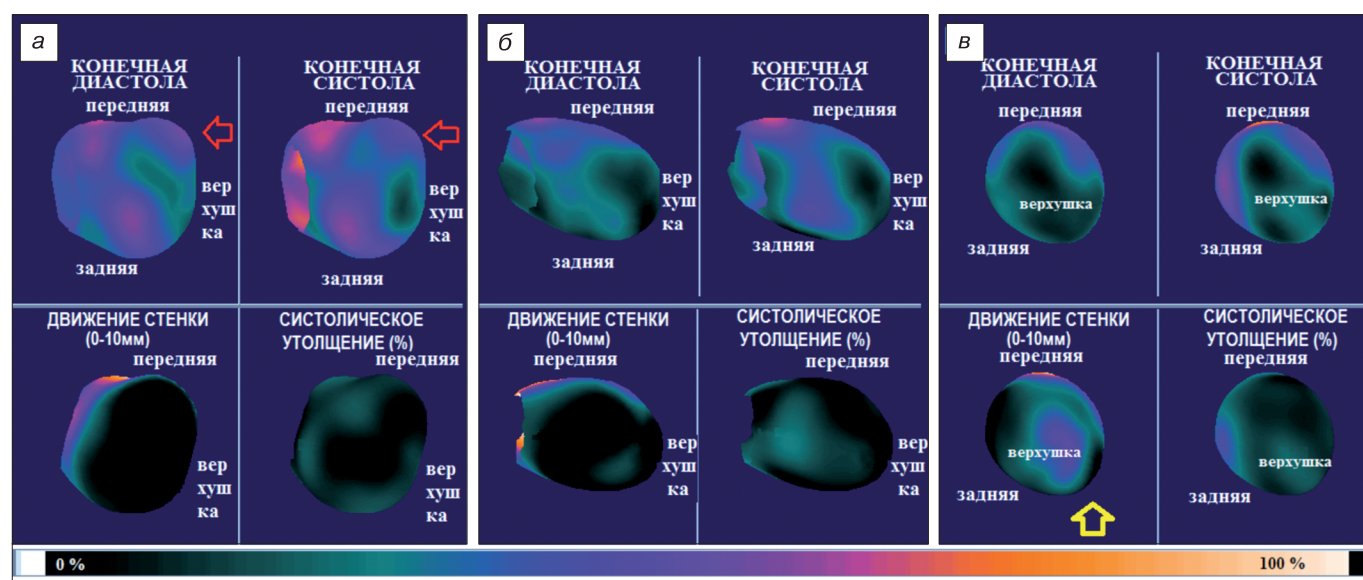 а
КОНЕЧНАЯ
ДИАСТОЛА
передняя
вер
хуш
ка
задняя
КОНЕЧНАЯ
СИСТОЛА
передняя
вер
хуш
ка
задняя
ДВИЖЕНИЕ СТЕНКИ
(0-10мм)
передняя
вер
хуш
ка
СИСТОЛИЧЕСКОЕ
УТОЛЩЕНИЕ (%)
передняя
вер
хуш
ка
б
КОНЕЧНАЯ
ДИАСТОЛА
передняя
вер
хуш
ка
задняя
КОНЕЧНАЯ
СИСТОЛА
передняя
вер
хуш
ка
задняя
ДВИЖЕНИЕ СТЕНКИ
(0-10мм)
передняя
вер
хуш
ка
СИСТОЛИЧЕСКОЕ
УТОЛЩЕНИЕ (%)
передняя
вер
хуш
ка
в
КОНЕЧНАЯ
ДИАСТОЛА
передняя
верхушка
задняя
КОНЕЧНАЯ
СИСТОЛА
передняя
верхушка
задняя
ДВИЖЕНИЕ СТЕНКИ
(0-10мм)
передняя
верхушка
задняя
СИСТОЛИЧЕСКОЕ
УТОЛЩЕНИЕ (%)
передняя
верхушка
задняя
0 %
100 %